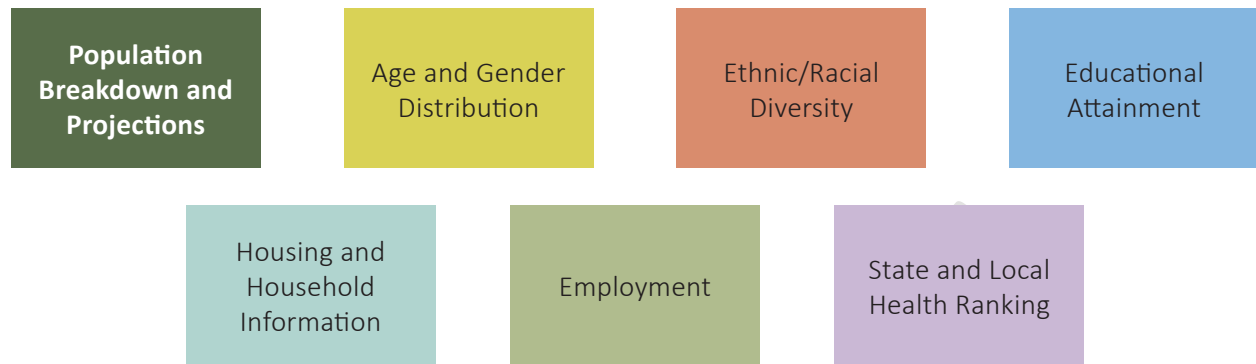 Population
Breakdown and
Projections
Age and Gender
Distribution
Ethnic/Racial
Diversity
Educational
Attainment
Housing and
Household
Information
Employment
State and Local
Health Ranking